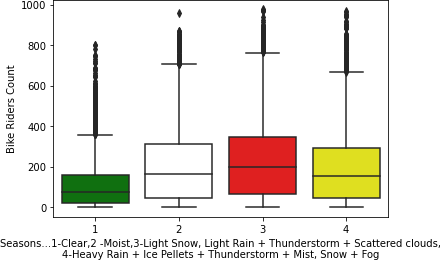 1000
800
600
400
200
0
Bike Riders Count
1 2 3 4
Seasons...1-Clear,2 -Moist,3-Light Snow, Light Rain + Thunderstorm + Scattered clouds,
4-Heavy Rain + Ice Pellets + Thunderstorm + Mist, Snow + Fog